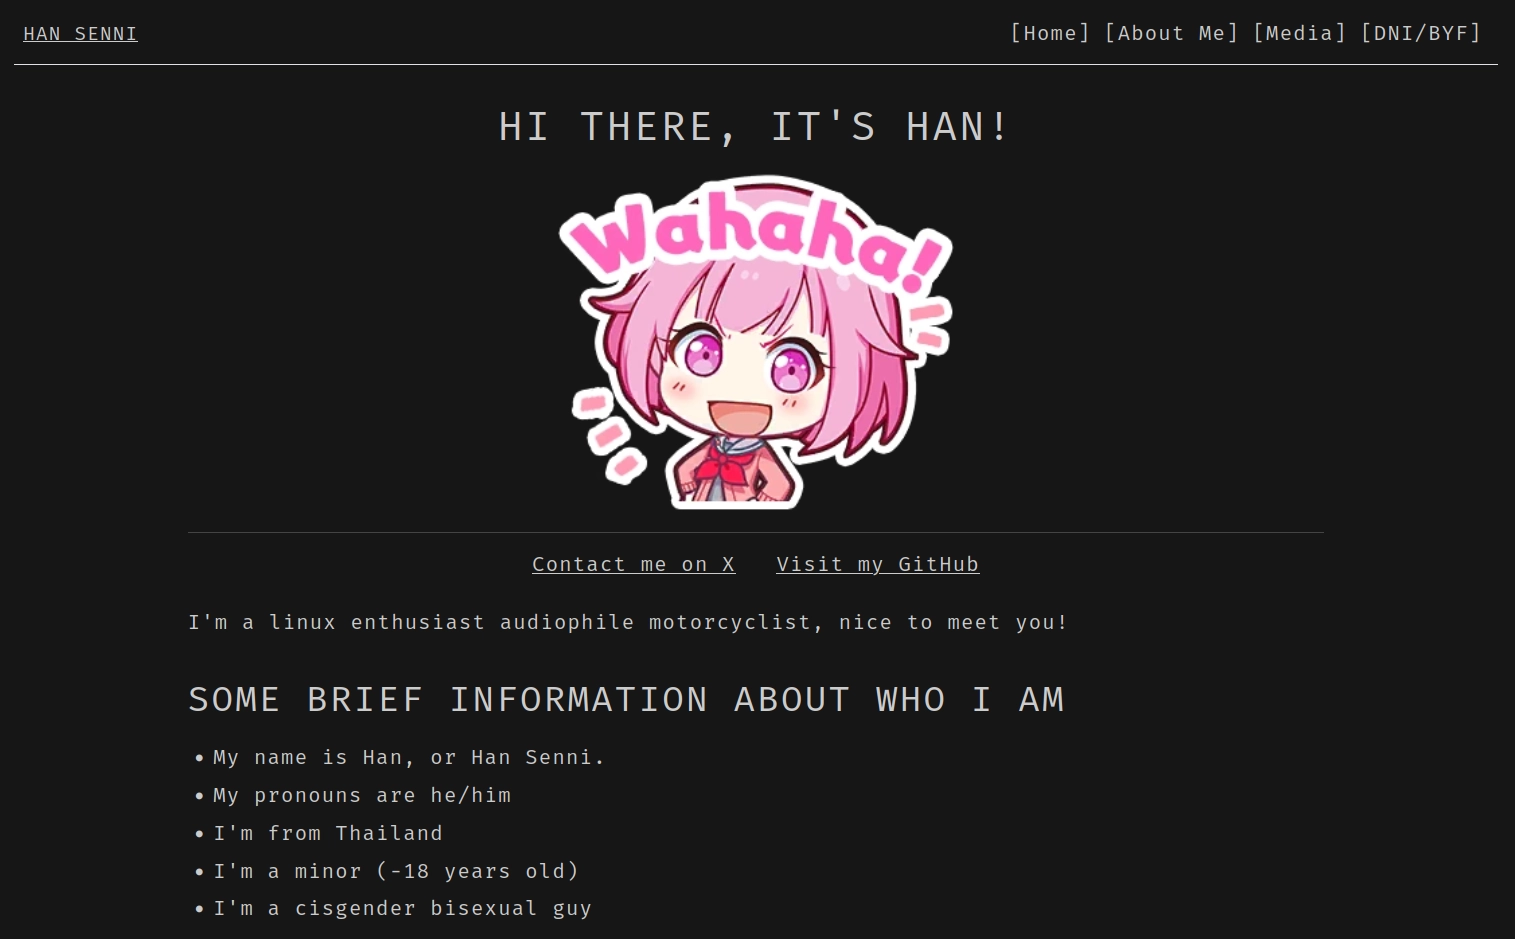 HAN SENNI
[Home] [About Me] [Media] [DNI/BYF]
HI THERE, IT'S HAN!
Wahaha!
Contact me on X
Visit my GitHub
I'm a linux enthusiast audiophile motorcyclist, nice to meet you!
SOME BRIEF INFORMATION ABOUT WHO I AM
• My name is Han, or Han Senni.
• My pronouns are he/him
• I'm from Thailand
• I'm a minor (-18 years old)
• I'm a cisgender bisexual guy